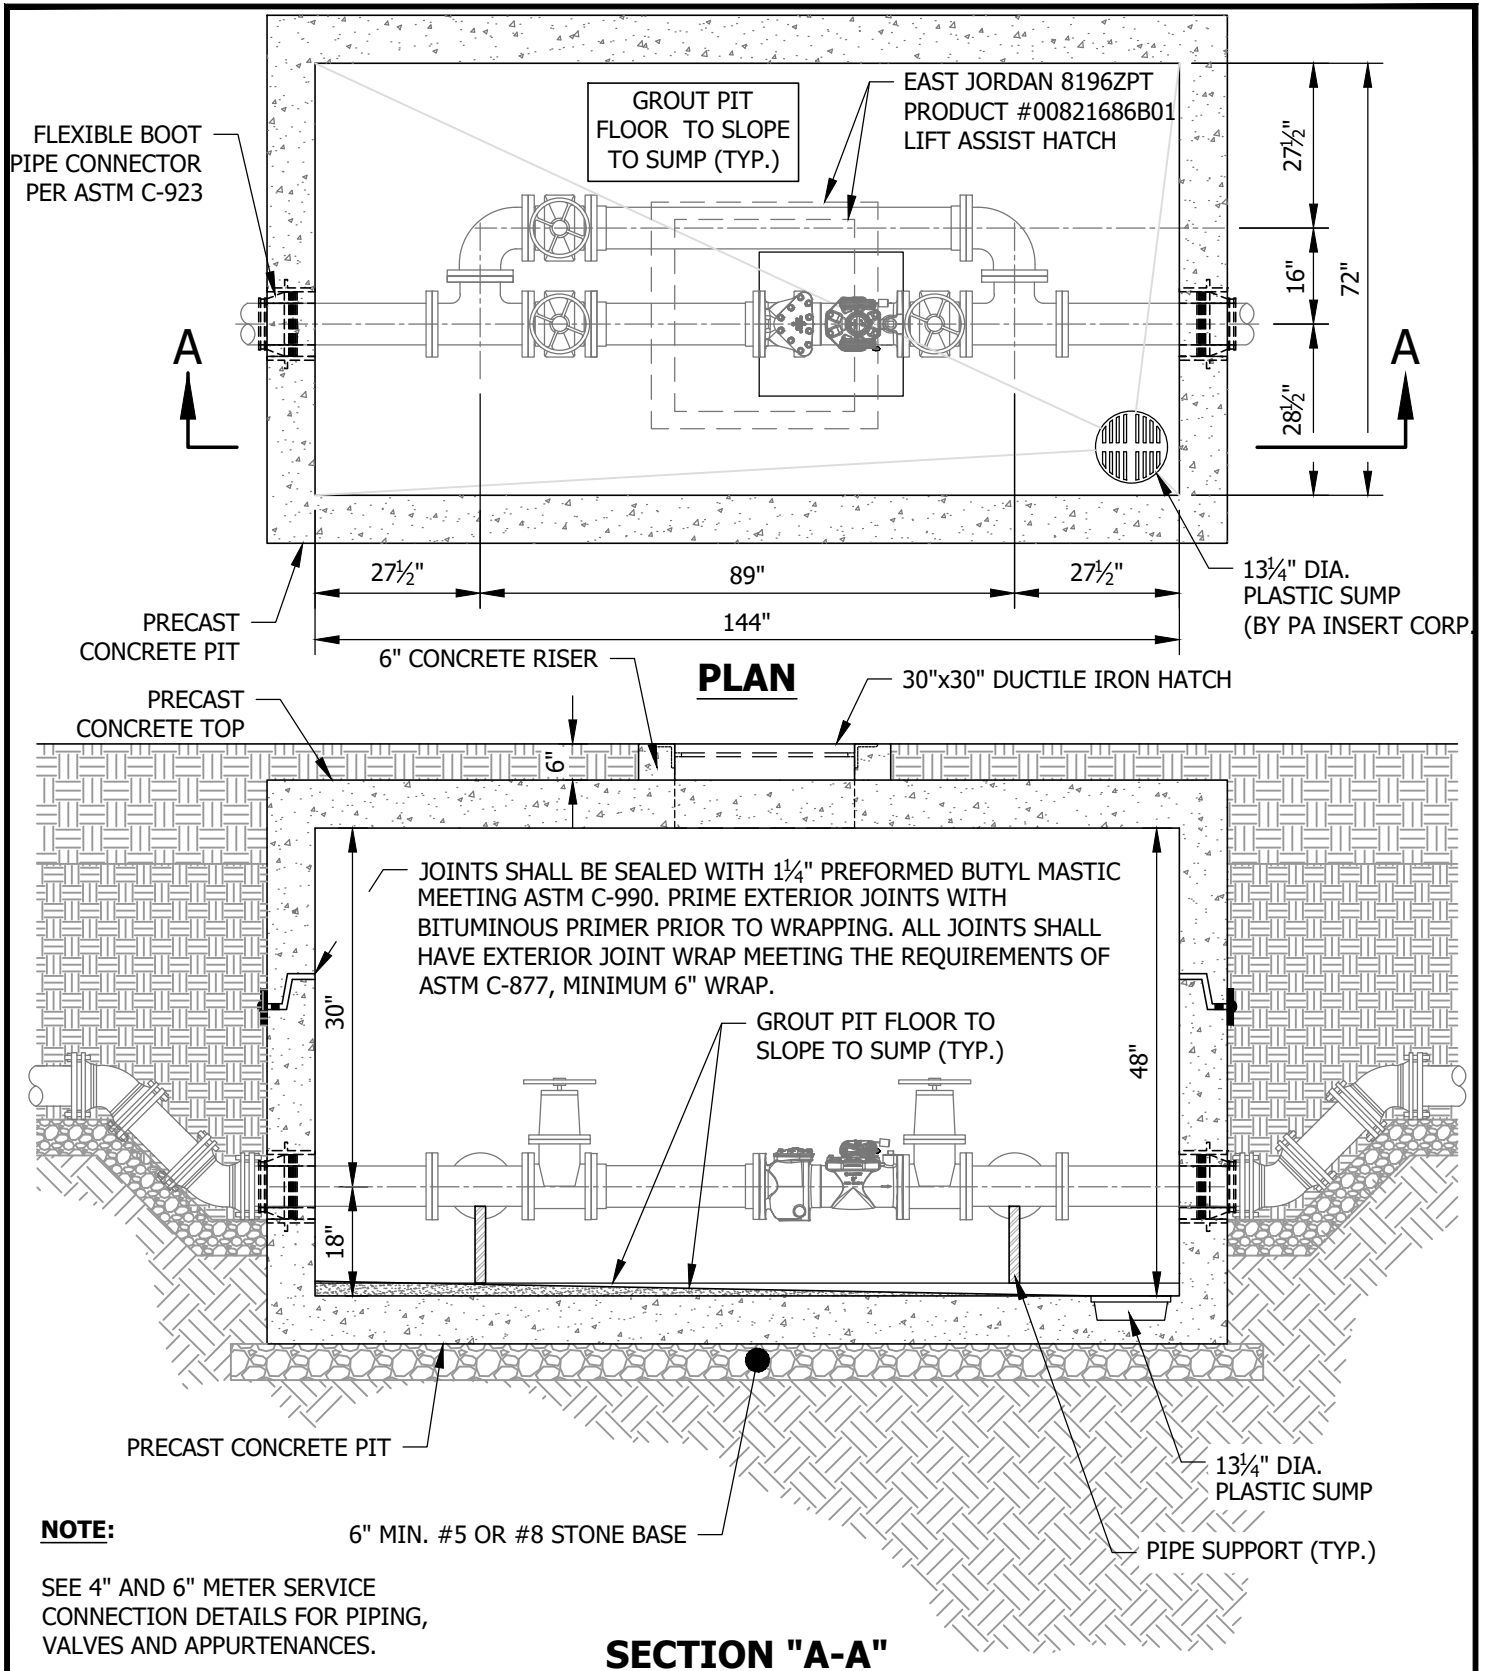 FLEXIBLE BOOT
PIPE CONNECTOR
PER ASTM C-923
GROUT PIT
FLOOR TO SLOPE
TO SUMP (TYP.)
EAST JORDAN 8196ZPT
PRODUCT #00821686B01
LIFT ASSIST HATCH
27½"
16"
72"
28½"
A
A
27½"
89"
27½"
144"
13¼" DIA.
PLASTIC SUMP
(BY PA INSERT CORP.
PRECAST
CONCRETE PIT
PLAN
6" CONCRETE RISER
30"x30" DUCTILE IRON HATCH
PRECAST
CONCRETE TOP
6"
JOINTS SHALL BE SEALED WITH 1¼" PREFORMED BUTYL MASTIC
MEETING ASTM C-990. PRIME EXTERIOR JOINTS WITH
BITUMINOUS PRIMER PRIOR TO WRAPPING. ALL JOINTS SHALL
HAVE EXTERIOR JOINT WRAP MEETING THE REQUIREMENTS OF
ASTM C-877, MINIMUM 6" WRAP.
30"
GROUT PIT FLOOR TO
SLOPE TO SUMP (TYP.)
48"
18"
PRECAST CONCRETE PIT
13¼" DIA.
PLASTIC SUMP
6" MIN. #5 OR #8 STONE BASE
PIPE SUPPORT (TYP.)
NOTE:
SEE 4" AND 6" METER SERVICE
CONNECTION DETAILS FOR PIPING,
VALVES AND APPURTENANCES.
SECTION "A-A"